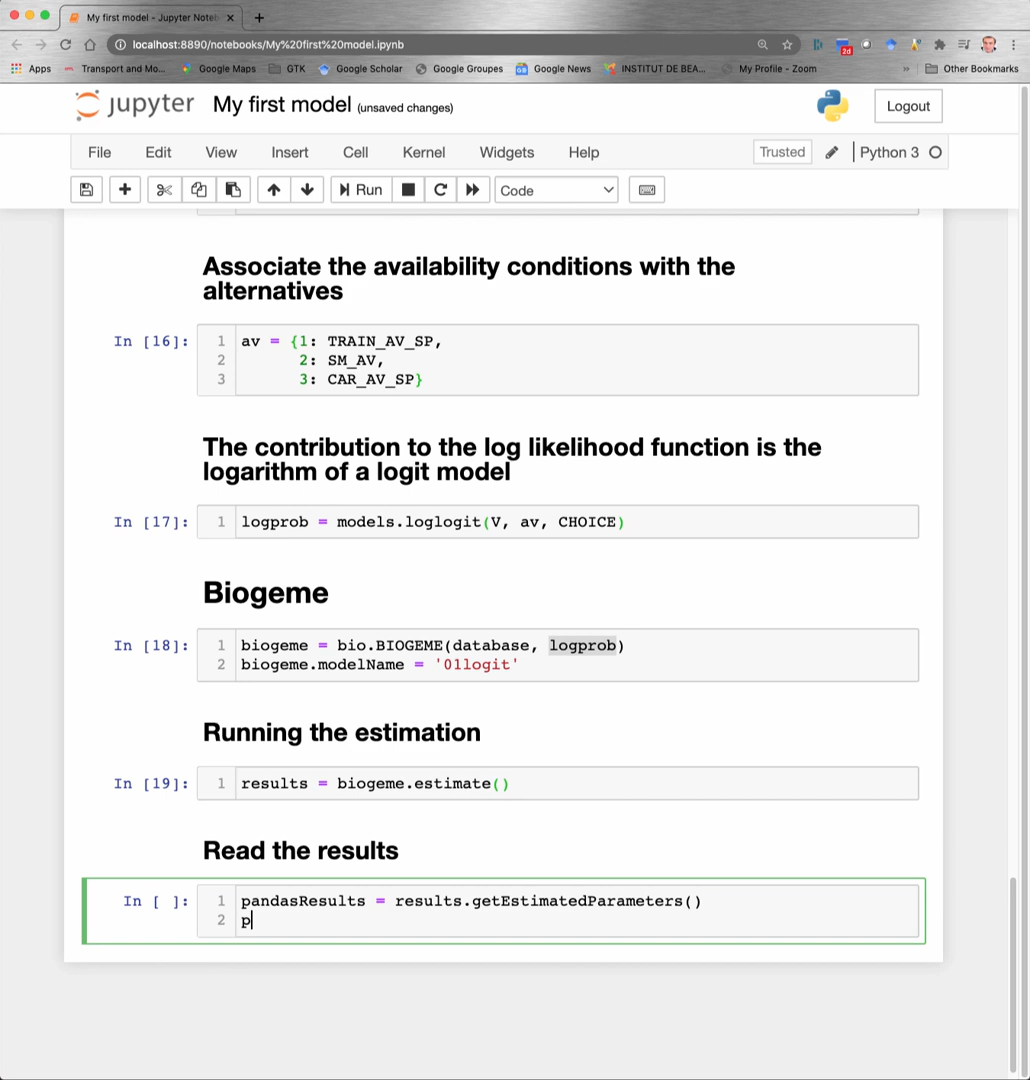 My first model - Jupyter Noteb
localhost:8890/notebooks/My%20first%20model.ipynb
2d
Apps Transport and Mo... Google Maps GTK Google Scholar Google Groupes Google News INSTITUT DE BEA... My Profile - Zoom » Other Bookmarks
jupyter My first model (unsaved changes) Logout
File Edit View Insert Cell Kernel Widgets Help Trusted Python 3
Run Code
Associate the availability conditions with the
alternatives
In [16]: 1 av = {1: TRAIN_AV_SP,
2 2: SM_AV,
3 3: CAR_AV_SP}
The contribution to the log likelihood function is the
logarithm of a logit model
In [17]: 1 logprob = models.loglogit(V, av, CHOICE)
Biogeme
In [18]: 1 biogeme = bio.BIOGEME(database, logprob)
2 biogeme.modelName = '01logit'
Running the estimation
In [19]: 1 results = biogeme.estimate()
Read the results
In [ ]: 1 pandasResults = results.getEstimatedParameters()
2 p